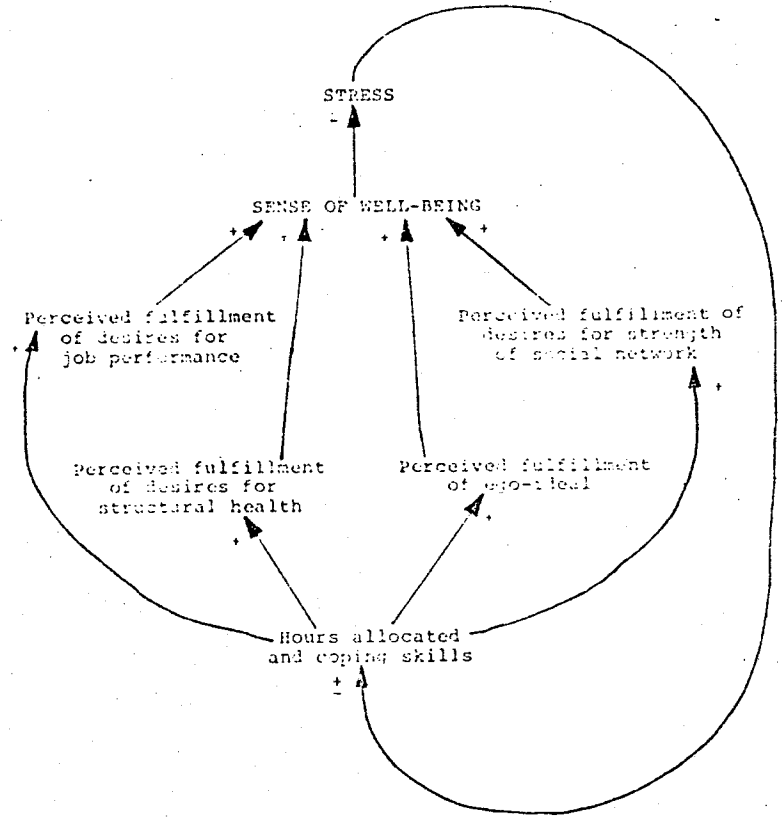 STRESS
-
SENSE OF WELL-BEING
+ + + +
Perceived fulfillment
of desires for
job performance
+
Perceived fulfillment of
desires for strength
of social network
+
Perceived fulfillment
of desires for
structural health
+
Perceived fulfillment
of ego-ideal
+
Hours allocated
and coping skills
±